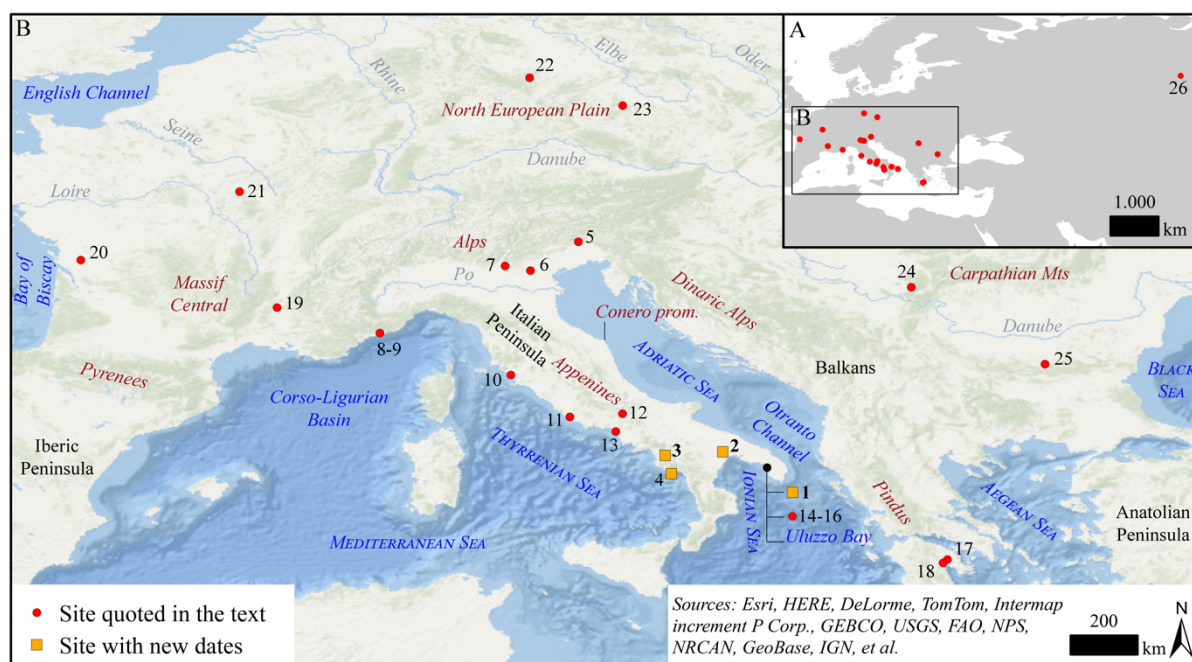 B
A
English Channel
Rhine
Elbe
Oder
22
23
North European Plain
Seine
Danube
Loire
21
26
B
1.000
km
20
Bay of
Biscay
Massif
Central
19
Alps
5
7
6
Po
Dinaric Alps
Conero prom.
Italian
Peninsula
Appenines
ADRIATIC SEA
24
Carpathian Mts
Danube
25
BLACK
SEA
Balkans
8-9
Pyrenees
Corso-Ligurian
Basin
10
11
12
13
Otranto
Channel
Iberic
Peninsula
THYRRENIAN SEA
3
4
2
IONIAN SEA
1
14-16
Uluzzo Bay
Pindus
AEGEAN SEA
Anatolian
Peninsula
MEDITERRANEAN SEA
17
18
Site quoted in the text
Site with new dates
Sources: Esri, HERE, DeLorme, TomTom, Intermap
increment P Corp., GEBCO, USGS, FAO, NPS,
NRCAN, GeoBase, IGN, et al.
200
km
N